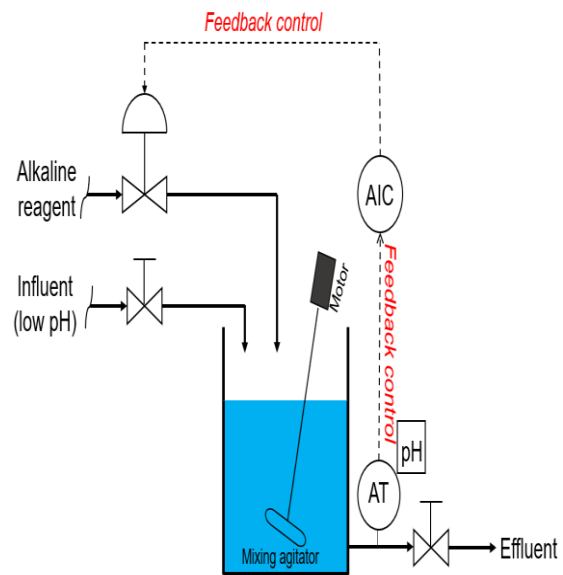 Feedback control
Alkaline
reagent
AIC
Influent
(low pH)
Motor
Feedback control
pH
AT
Mixing agitator
Effluent